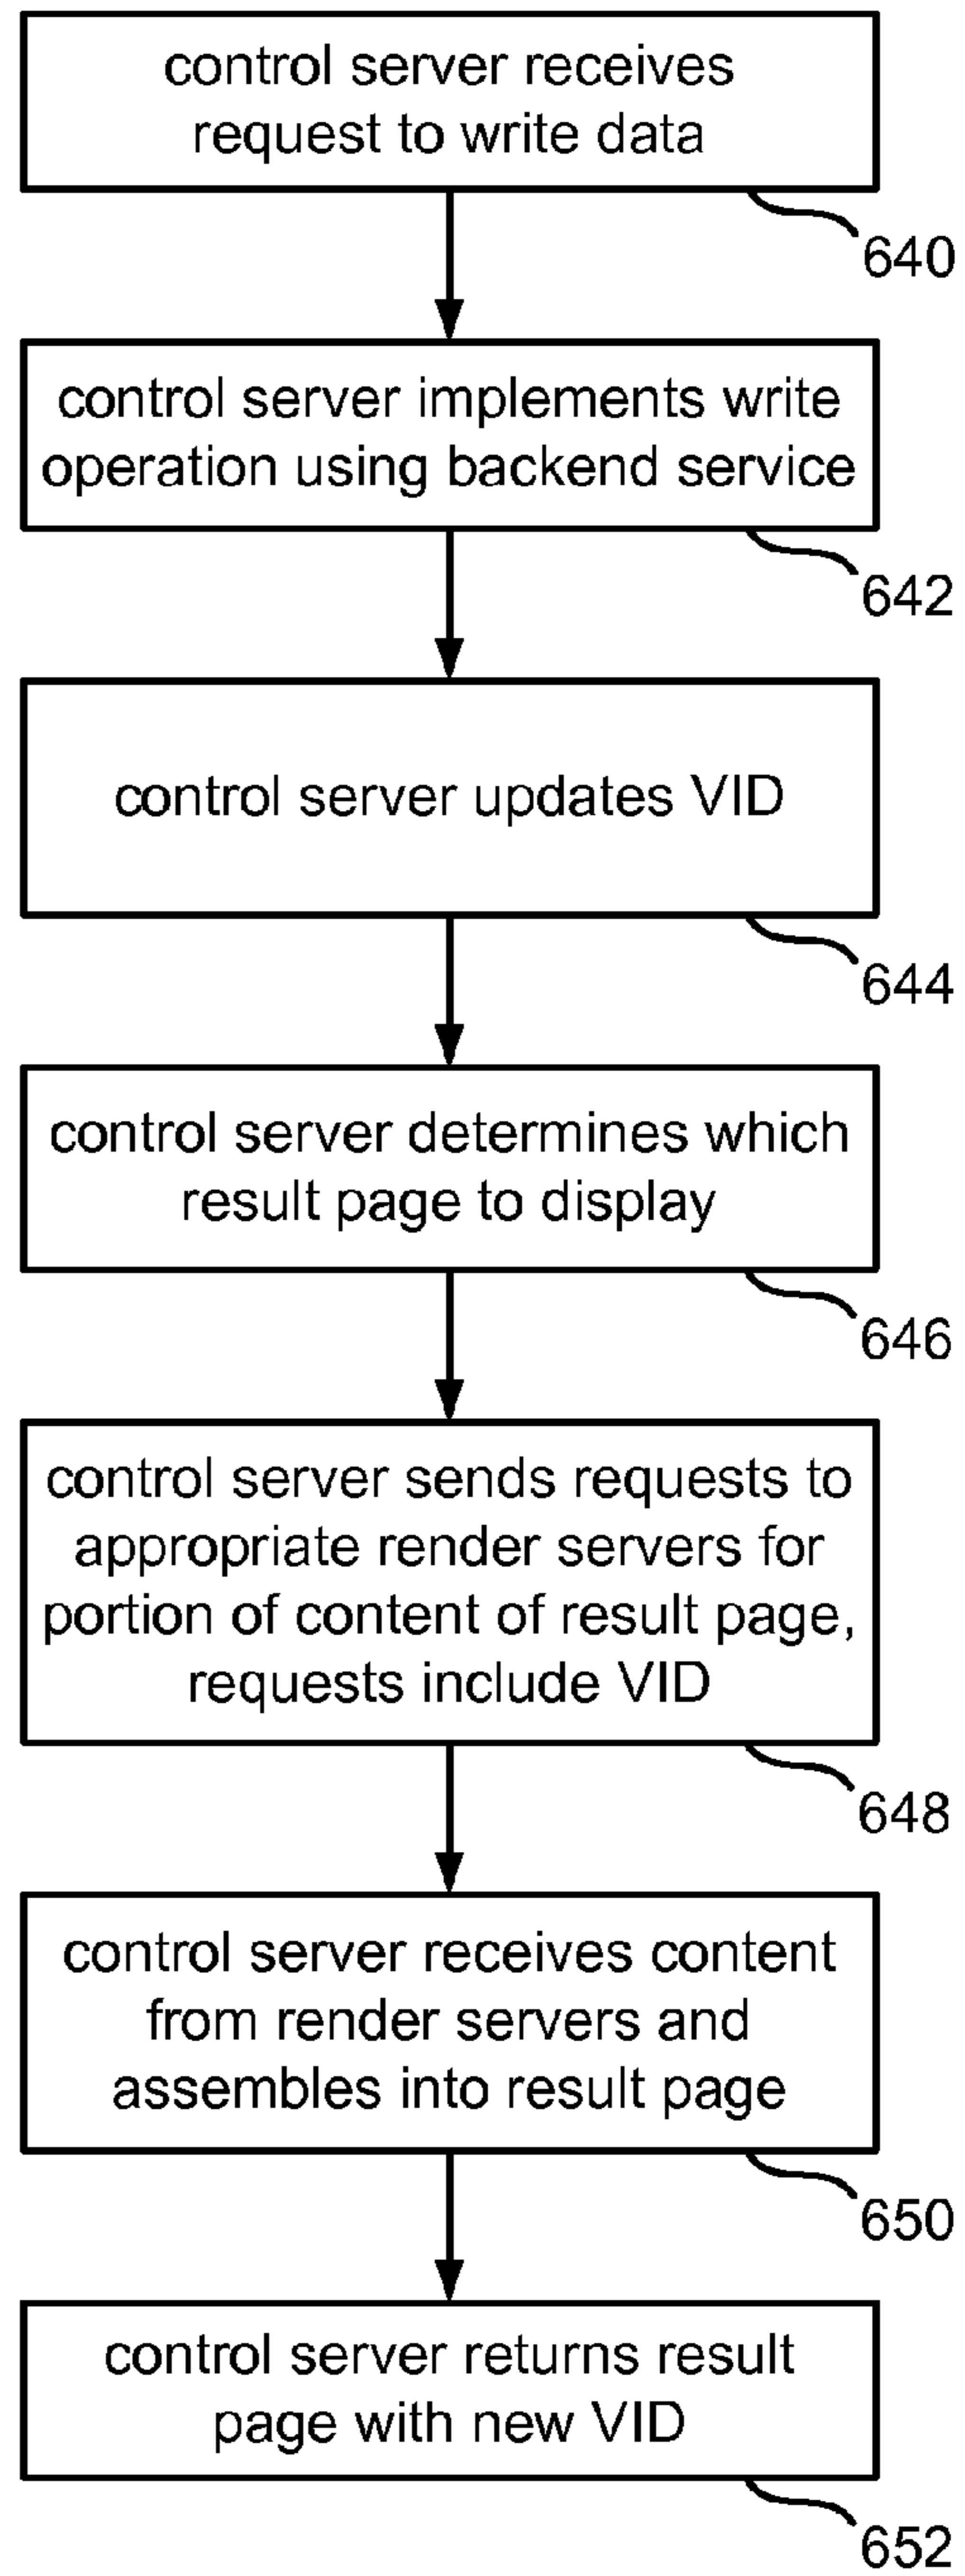 control server receives
request to write data
640
control server implements write
operation using backend service
642
control server updates VID
644
control server determines which
result page to display
646
control server sends requests to
appropriate render servers for
portion of content of result page,
requests include VID
648
control server receives content
from render servers and
assembles into result page
650
control server returns result
page with new VID
652